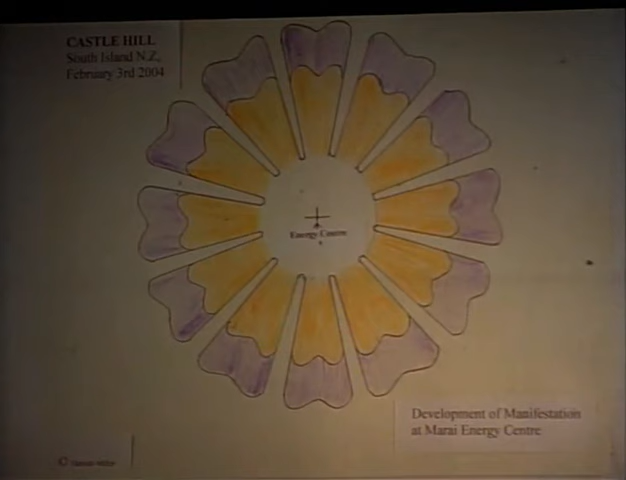 CASTLE HILL
South Island N.Z,
February 3rd 2004
Energy Centre
Development of Manifestation
at Marai Energy Centre
©